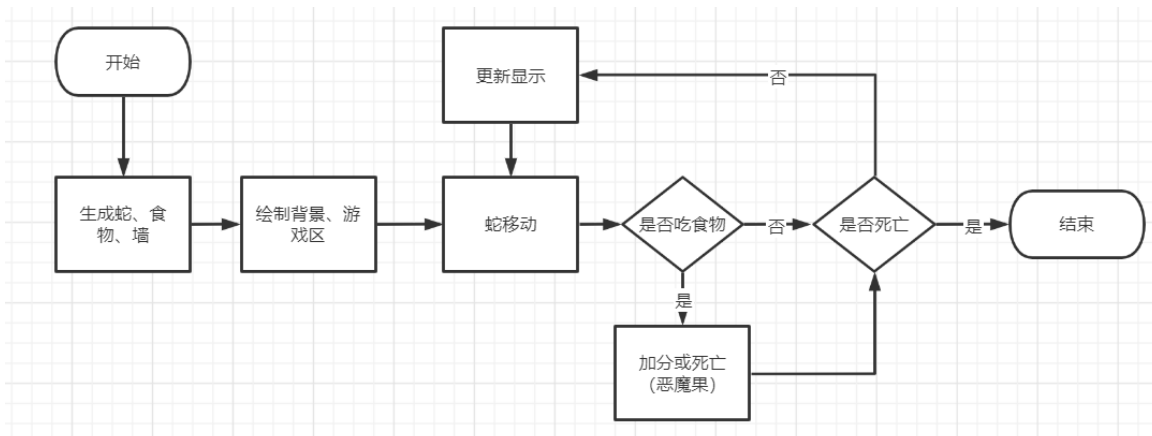 开始
更新显示
否
生成蛇、食
物、墙
绘制背景、游
戏区
蛇移动
是否吃食物
否
是否死亡
是
结束
是
加分或死亡
（恶魔果）